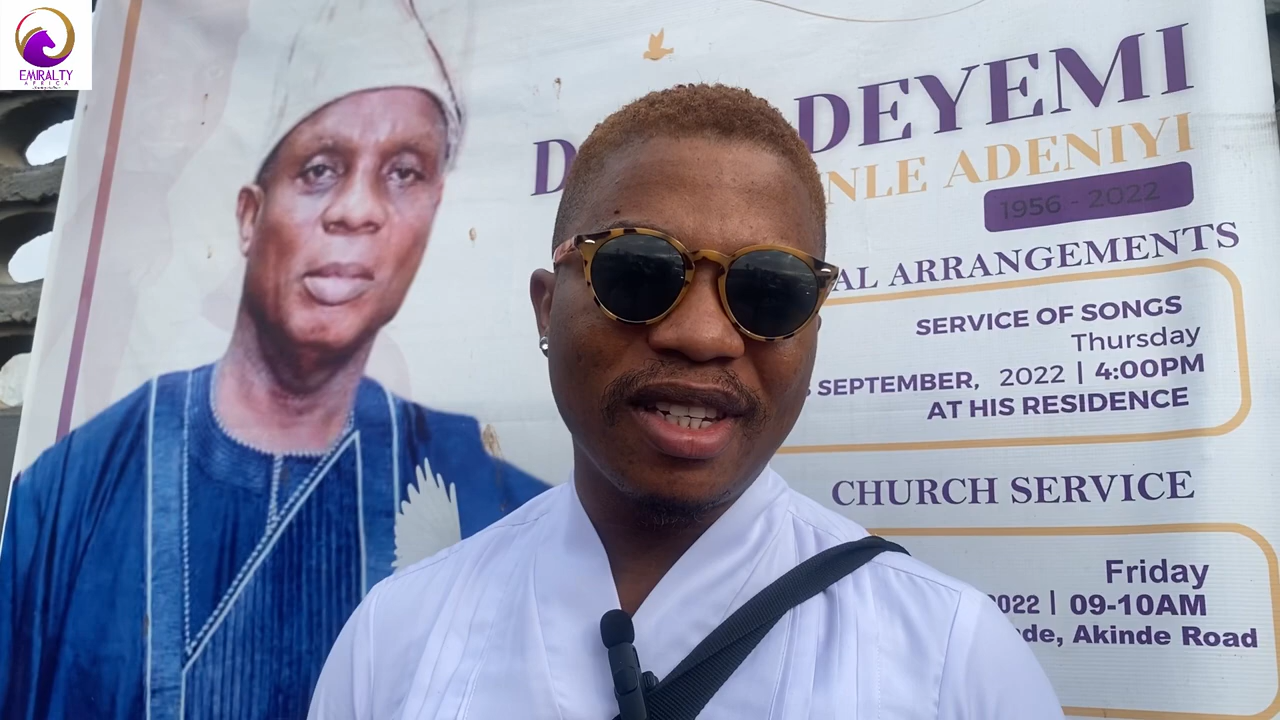 EMIRALTY
AFRICA
DEYEMI
NLE ADENIYI
1956 - 2022
AL ARRANGEMENTS
SERVICE OF SONGS
Thursday
SEPTEMBER, 2022 | 4:00PM
AT HIS RESIDENCE
CHURCH SERVICE
Friday
2022 | 09-10AM
de, Akinde Road